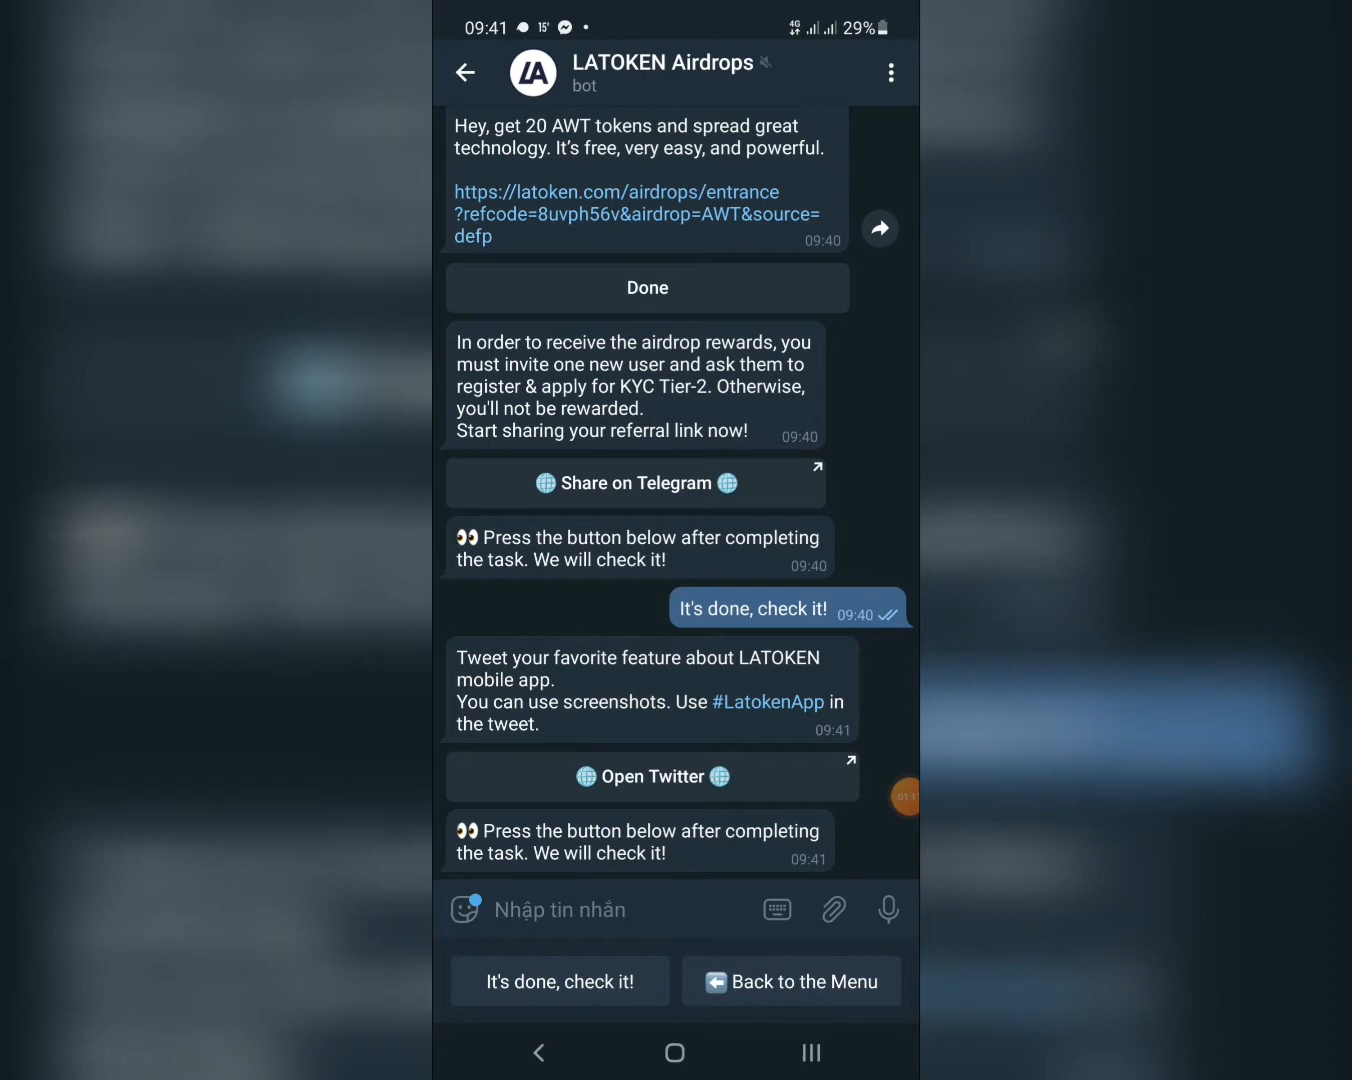 09:41 15' 4G 29%
LATOKEN Airdrops
bot
Hey, get 20 AWT tokens and spread great
technology. It's free, very easy, and powerful.
https://latoken.com/airdrops/entrance
?refcode=8uvph56v&airdrop=AWT&source=
defp 09:40
Done
In order to receive the airdrop rewards, you
must invite one new user and ask them to
register & apply for KYC Tier-2. Otherwise,
you'll not be rewarded.
Start sharing your referral link now! 09:40
Share on Telegram
👀 Press the button below after completing
the task. We will check it! 09:40
It's done, check it! 09:40
Tweet your favorite feature about LATOKEN
mobile app.
You can use screenshots. Use #LatokenApp in
the tweet. 09:41
Open Twitter
👀 Press the button below after completing
the task. We will check it! 09:41
Nhập tin nhắn
It's done, check it!
Back to the Menu